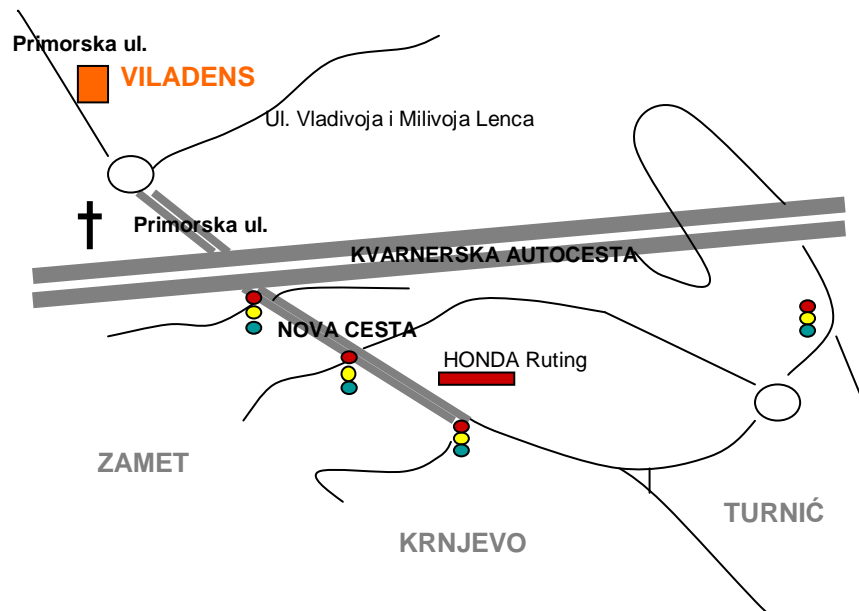 Primorska ul.
VILADENS
Ul. Vladivoja i Milivoja Lenca
Primorska ul.
KVARNERSKA AUTOCESTA
NOVA CESTA
HONDA Ruting
ZAMET
TURNIĆ
KRNJEVO